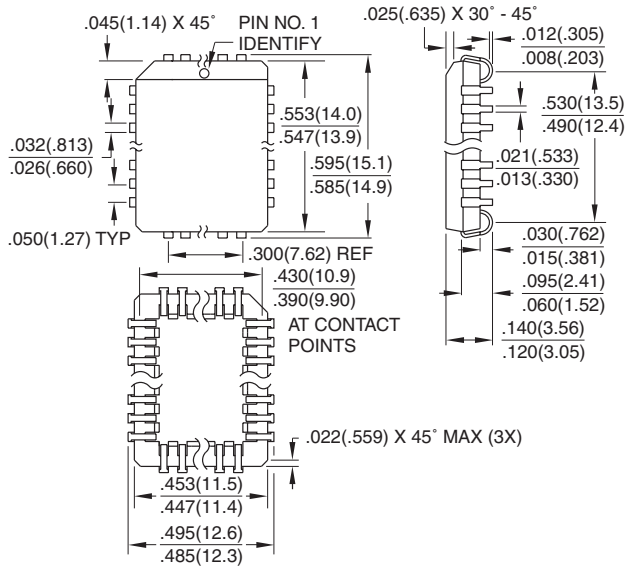 .045(1.14) X 45°
PIN NO. 1
IDENTIFY
.025(.635) X 30° - 45°
.012(.305)
.008(.203)
.553(14.0)
.547(13.9)
.530(13.5)
.490(12.4)
.032(.813)
.026(.660)
.595(15.1)
.585(14.9)
.021(.533)
.013(.330)
.050(1.27) TYP
.300(7.62) REF
.030(.762)
.015(.381)
.430(10.9)
.390(9.90)
AT CONTACT
POINTS
.095(2.41)
.060(1.52)
.140(3.56)
.120(3.05)
.022(.559) X 45° MAX (3X)
.453(11.5)
.447(11.4)
.495(12.6)
.485(12.3)